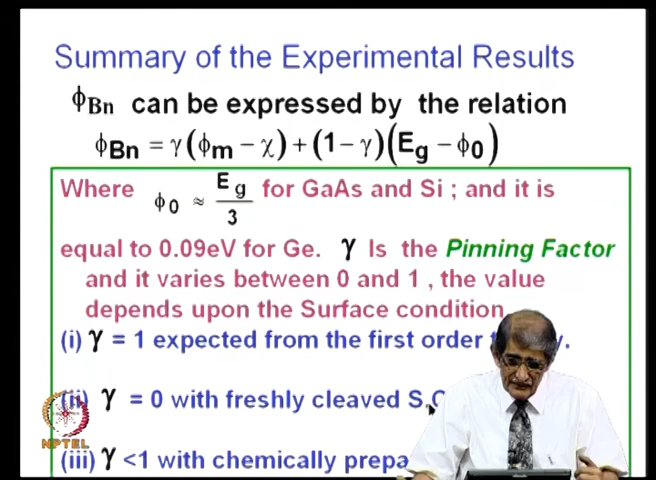 Summary of the Experimental Results
ϕBn can be expressed by the relation
ϕBn = γ(ϕm − χ) + (1 − γ)(Eg − ϕ0)
Where ϕ0 ≈ Eg/3 for GaAs and Si ; and it is
equal to 0.09eV for Ge. γ Is the Pinning Factor
and it varies between 0 and 1 , the value
depends upon the Surface condition
(i) γ = 1 expected from the first order
(ii) γ = 0 with freshly cleaved
(iii) γ <1 with chemically
NPTEL